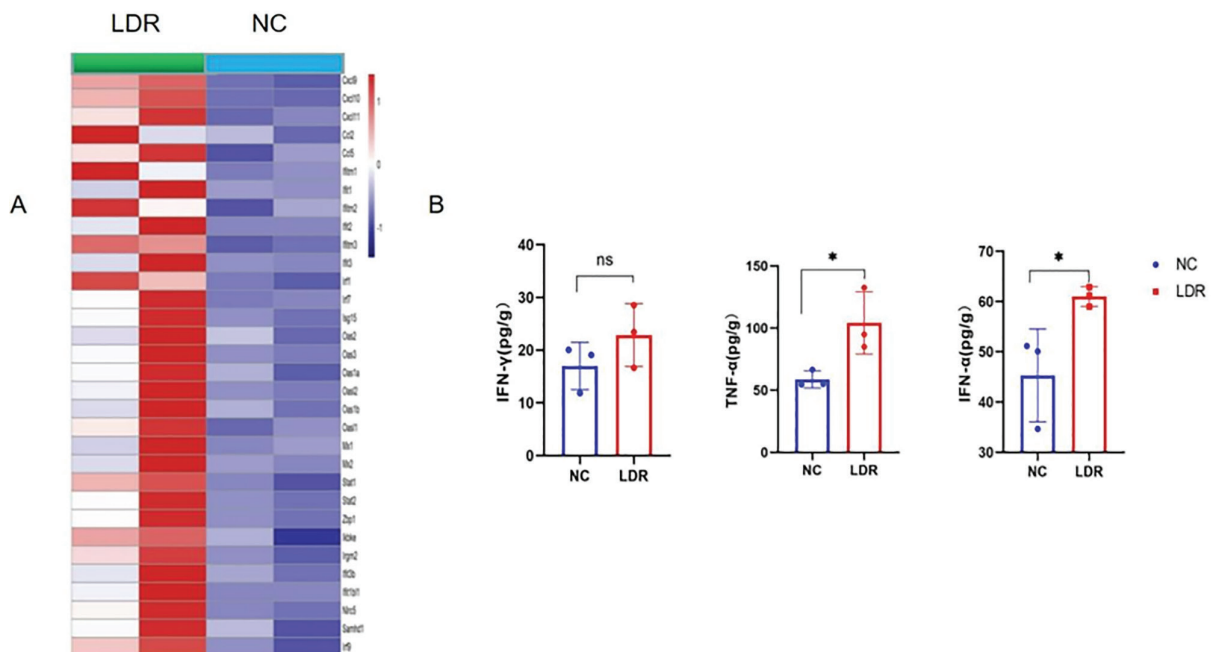 LDR NC
A
Cxcl9
Cxcl10
Cxcl11
Ccl2
Ccl5
Ifitm1
Ifit1
Ifitm2
Ifit2
Ifitm3
Ifit3
Irf1
Irf7
Isg15
Oas2
Oas3
Oas1a
Oasl2
Oas1b
Oasl1
Mx1
Mx2
Stat1
Stat2
Zbp1
Irgm2
Ifit3b
Ifit1bl1
Nlrc5
Samhd1
Irf9
1
0
-1
B
IFN-γ(pg/g)
40
30
20
10
0
ns
NC LDR
TNF-α(pg/g)
150
100
50
0
*
NC LDR
IFN-α(pg/g)
70
60
50
40
30
*
NC LDR
NC
LDR